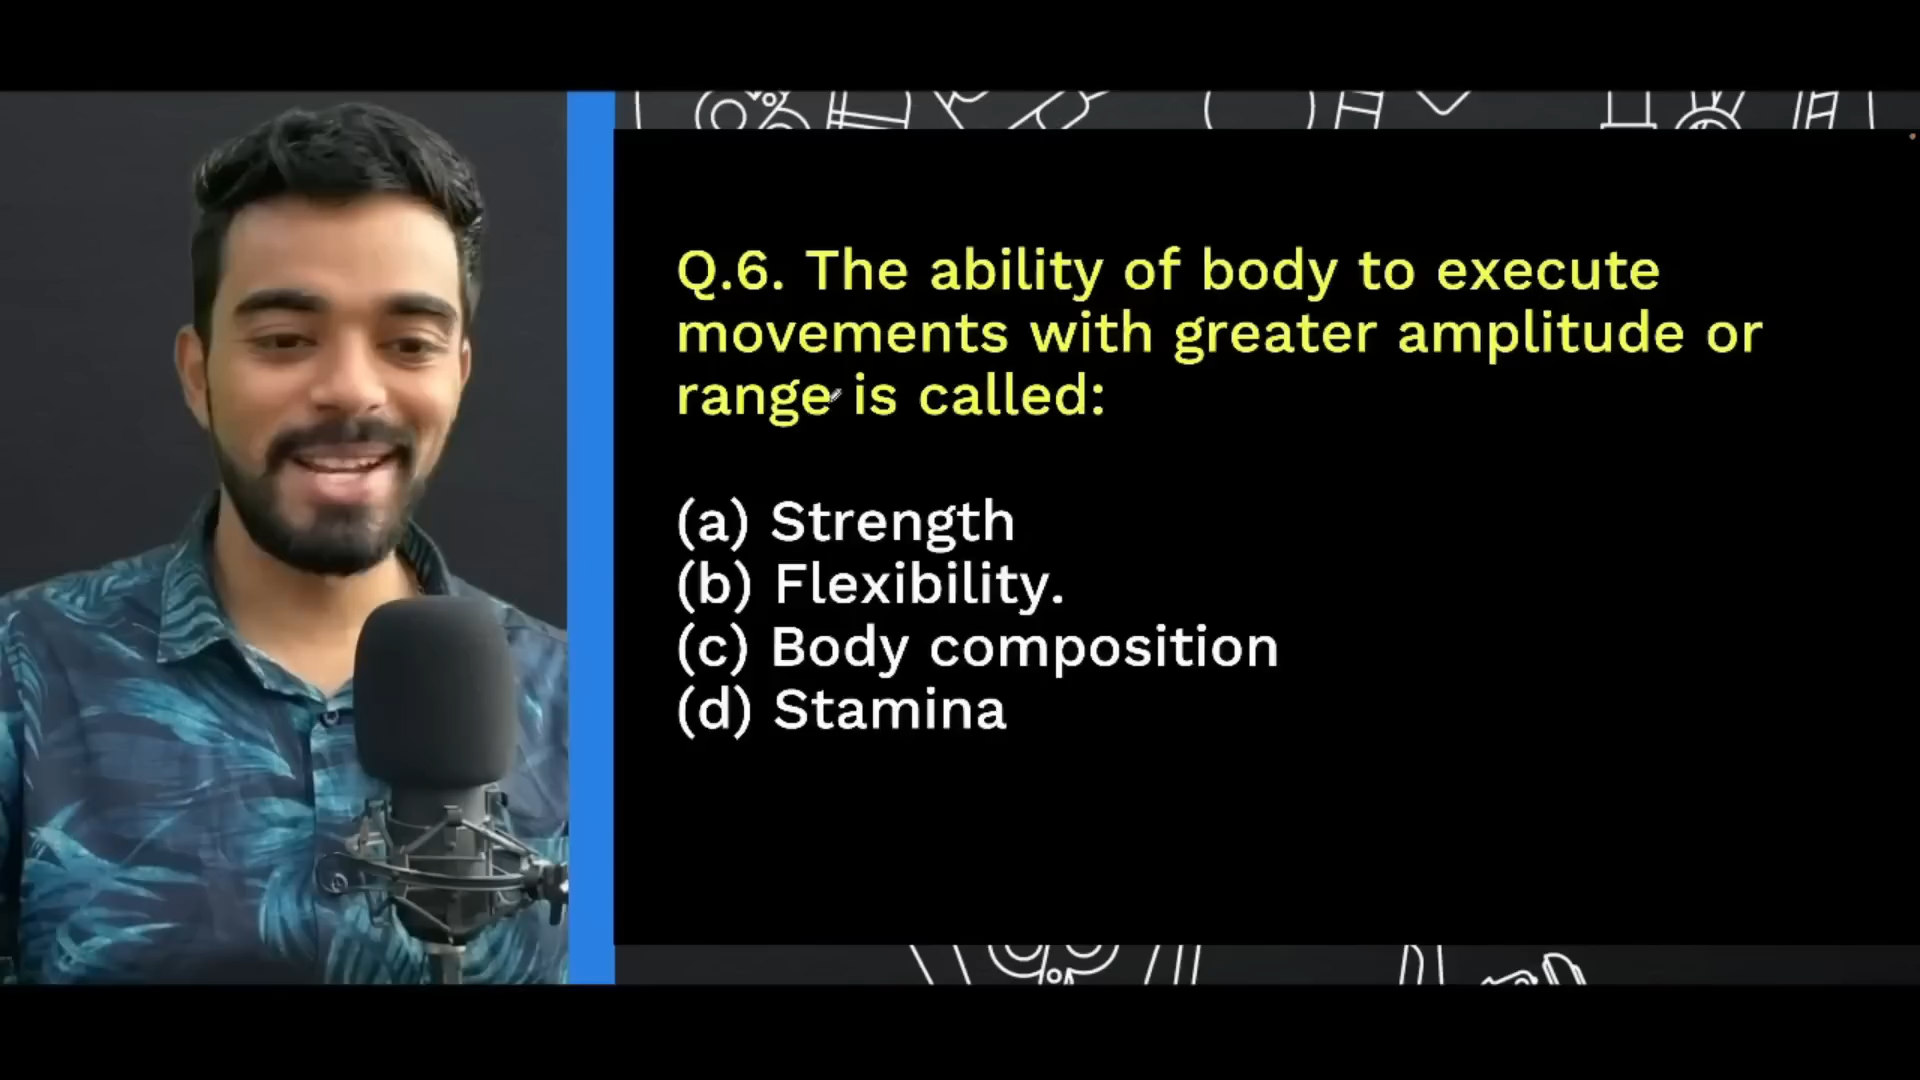 Q.6. The ability of body to execute
movements with greater amplitude or
range is called:
(a) Strength
(b) Flexibility.
(c) Body composition
(d) Stamina